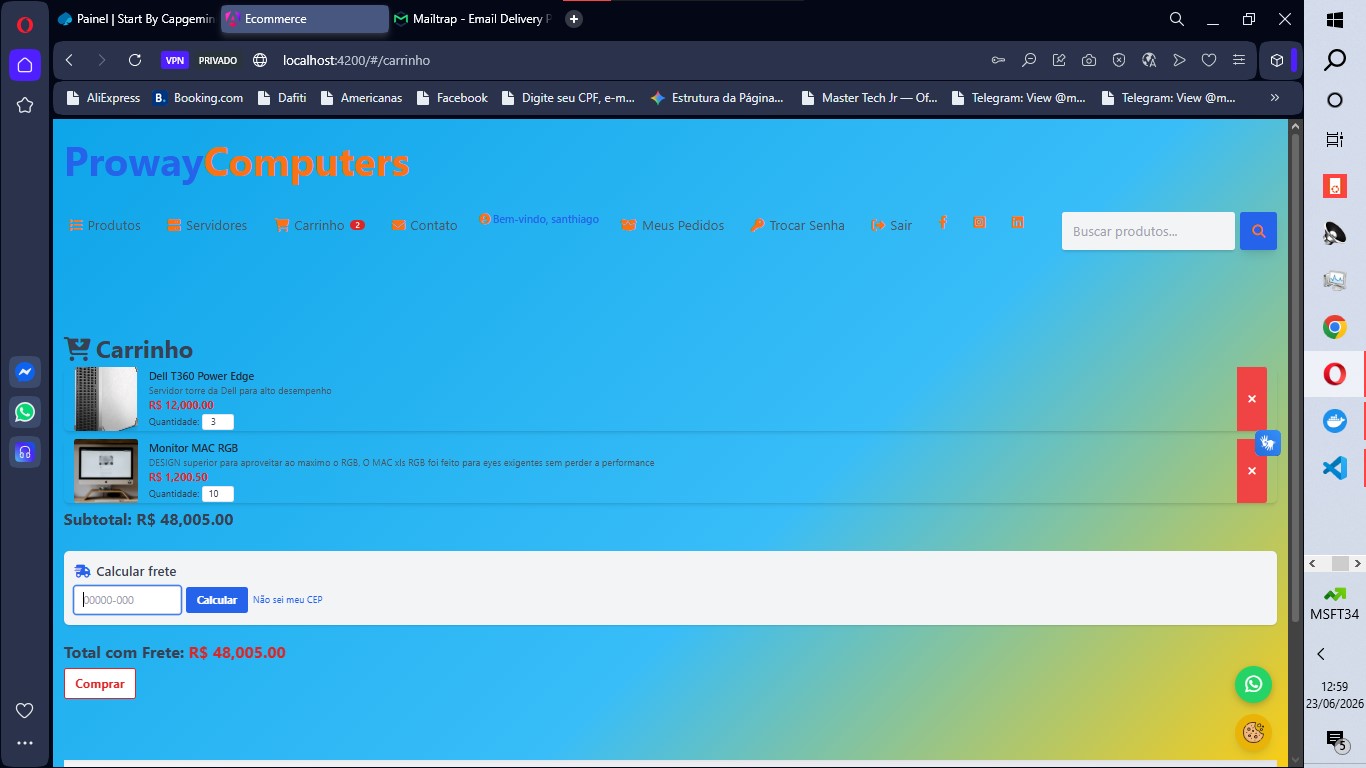 Painel | Start By Capgemin
Ecommerce
Mailtrap - Email Delivery P
VPN
PRIVADO
localhost:4200/#/carrinho
AliExpress
Booking.com
Dafiti
Americanas
Facebook
Digite seu CPF, e-m...
Estrutura da Página...
Master Tech Jr — Of...
Telegram: View @m...
Telegram: View @m...
ProwayComputers
Produtos
Servidores
Carrinho 2
Contato
Bem-vindo, santhiago
Meus Pedidos
Trocar Senha
Sair
Buscar produtos...
Carrinho
Dell T360 Power Edge
Servidor torre da Dell para alto desempenho
R$ 12,000.00
Quantidade: 3
Monitor MAC RGB
DESIGN superior para aproveitar ao maximo o RGB, O MAC xls RGB foi feito para eyes exigentes sem perder a performance
R$ 1,200.50
Quantidade: 10
Subtotal: R$ 48,005.00
Calcular frete
00000-000
Calcular
Não sei meu CEP
Total com Frete: R$ 48,005.00
Comprar
MSFT34
12:59
23/06/2026
5